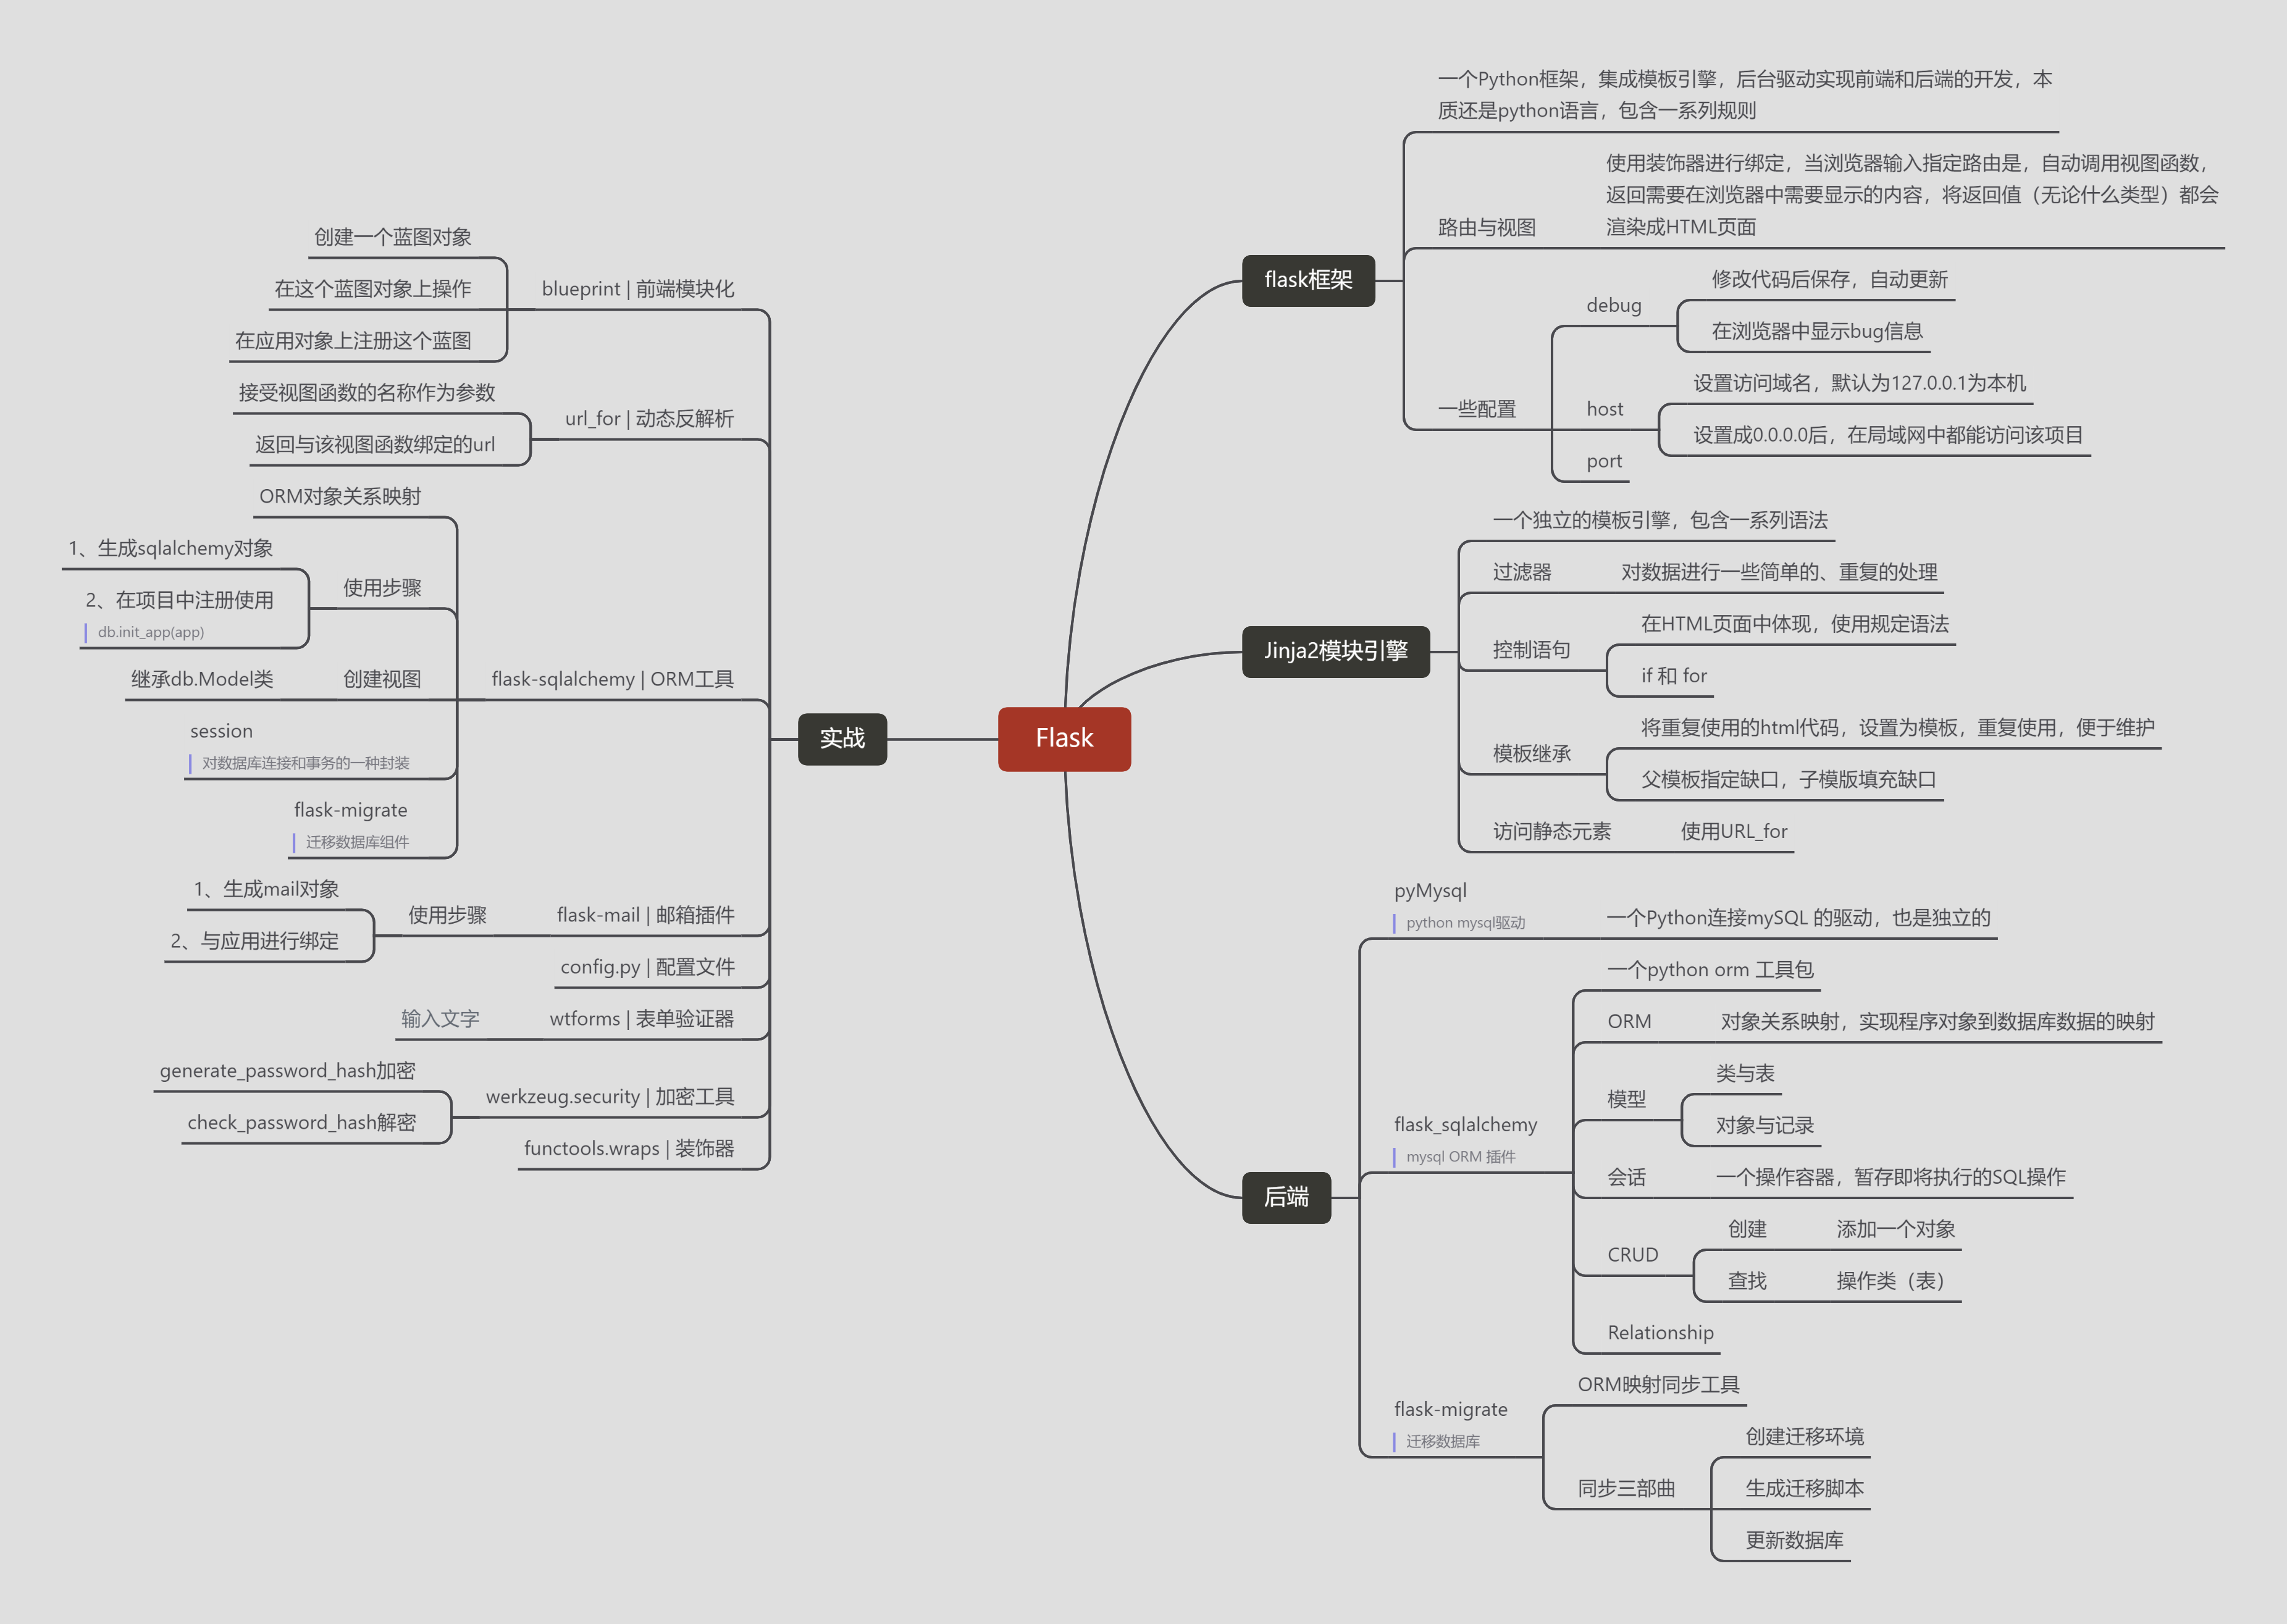 Flask
flask框架
一个Python框架，集成模板引擎，后台驱动实现前端和后端的开发，本
质还是python语言，包含一系列规则
路由与视图
使用装饰器进行绑定，当浏览器输入指定路由是，自动调用视图函数，
返回需要在浏览器中需要显示的内容，将返回值（无论什么类型）都会
渲染成HTML页面
一些配置
debug
修改代码后保存，自动更新
在浏览器中显示bug信息
host
设置访问域名，默认为127.0.0.1为本机
设置成0.0.0.0后，在局域网中都能访问该项目
port
Jinja2模块引擎
一个独立的模板引擎，包含一系列语法
过滤器
对数据进行一些简单的、重复的处理
控制语句
在HTML页面中体现，使用规定语法
if 和 for
模板继承
将重复使用的html代码，设置为模板，重复使用，便于维护
父模板指定缺口，子模版填充缺口
访问静态元素
使用URL_for
后端
pyMysql
python mysql驱动
一个Python连接mySQL 的驱动，也是独立的
flask_sqlalchemy
mysql ORM 插件
一个python orm 工具包
ORM
对象关系映射，实现程序对象到数据库数据的映射
模型
类与表
对象与记录
会话
一个操作容器，暂存即将执行的SQL操作
CRUD
创建
添加一个对象
查找
操作类（表）
Relationship
flask-migrate
迁移数据库
ORM映射同步工具
同步三部曲
创建迁移环境
生成迁移脚本
更新数据库
实战
blueprint | 前端模块化
创建一个蓝图对象
在这个蓝图对象上操作
在应用对象上注册这个蓝图
url_for | 动态反解析
接受视图函数的名称作为参数
返回与该视图函数绑定的url
flask-sqlalchemy | ORM工具
ORM对象关系映射
使用步骤
1、生成sqlalchemy对象
2、在项目中注册使用
db.init_app(app)
创建视图
继承db.Model类
session
对数据库连接和事务的一种封装
flask-migrate
迁移数据库组件
flask-mail | 邮箱插件
使用步骤
1、生成mail对象
2、与应用进行绑定
config.py | 配置文件
wtforms | 表单验证器
输入文字
werkzeug.security | 加密工具
generate_password_hash加密
check_password_hash解密
functools.wraps | 装饰器